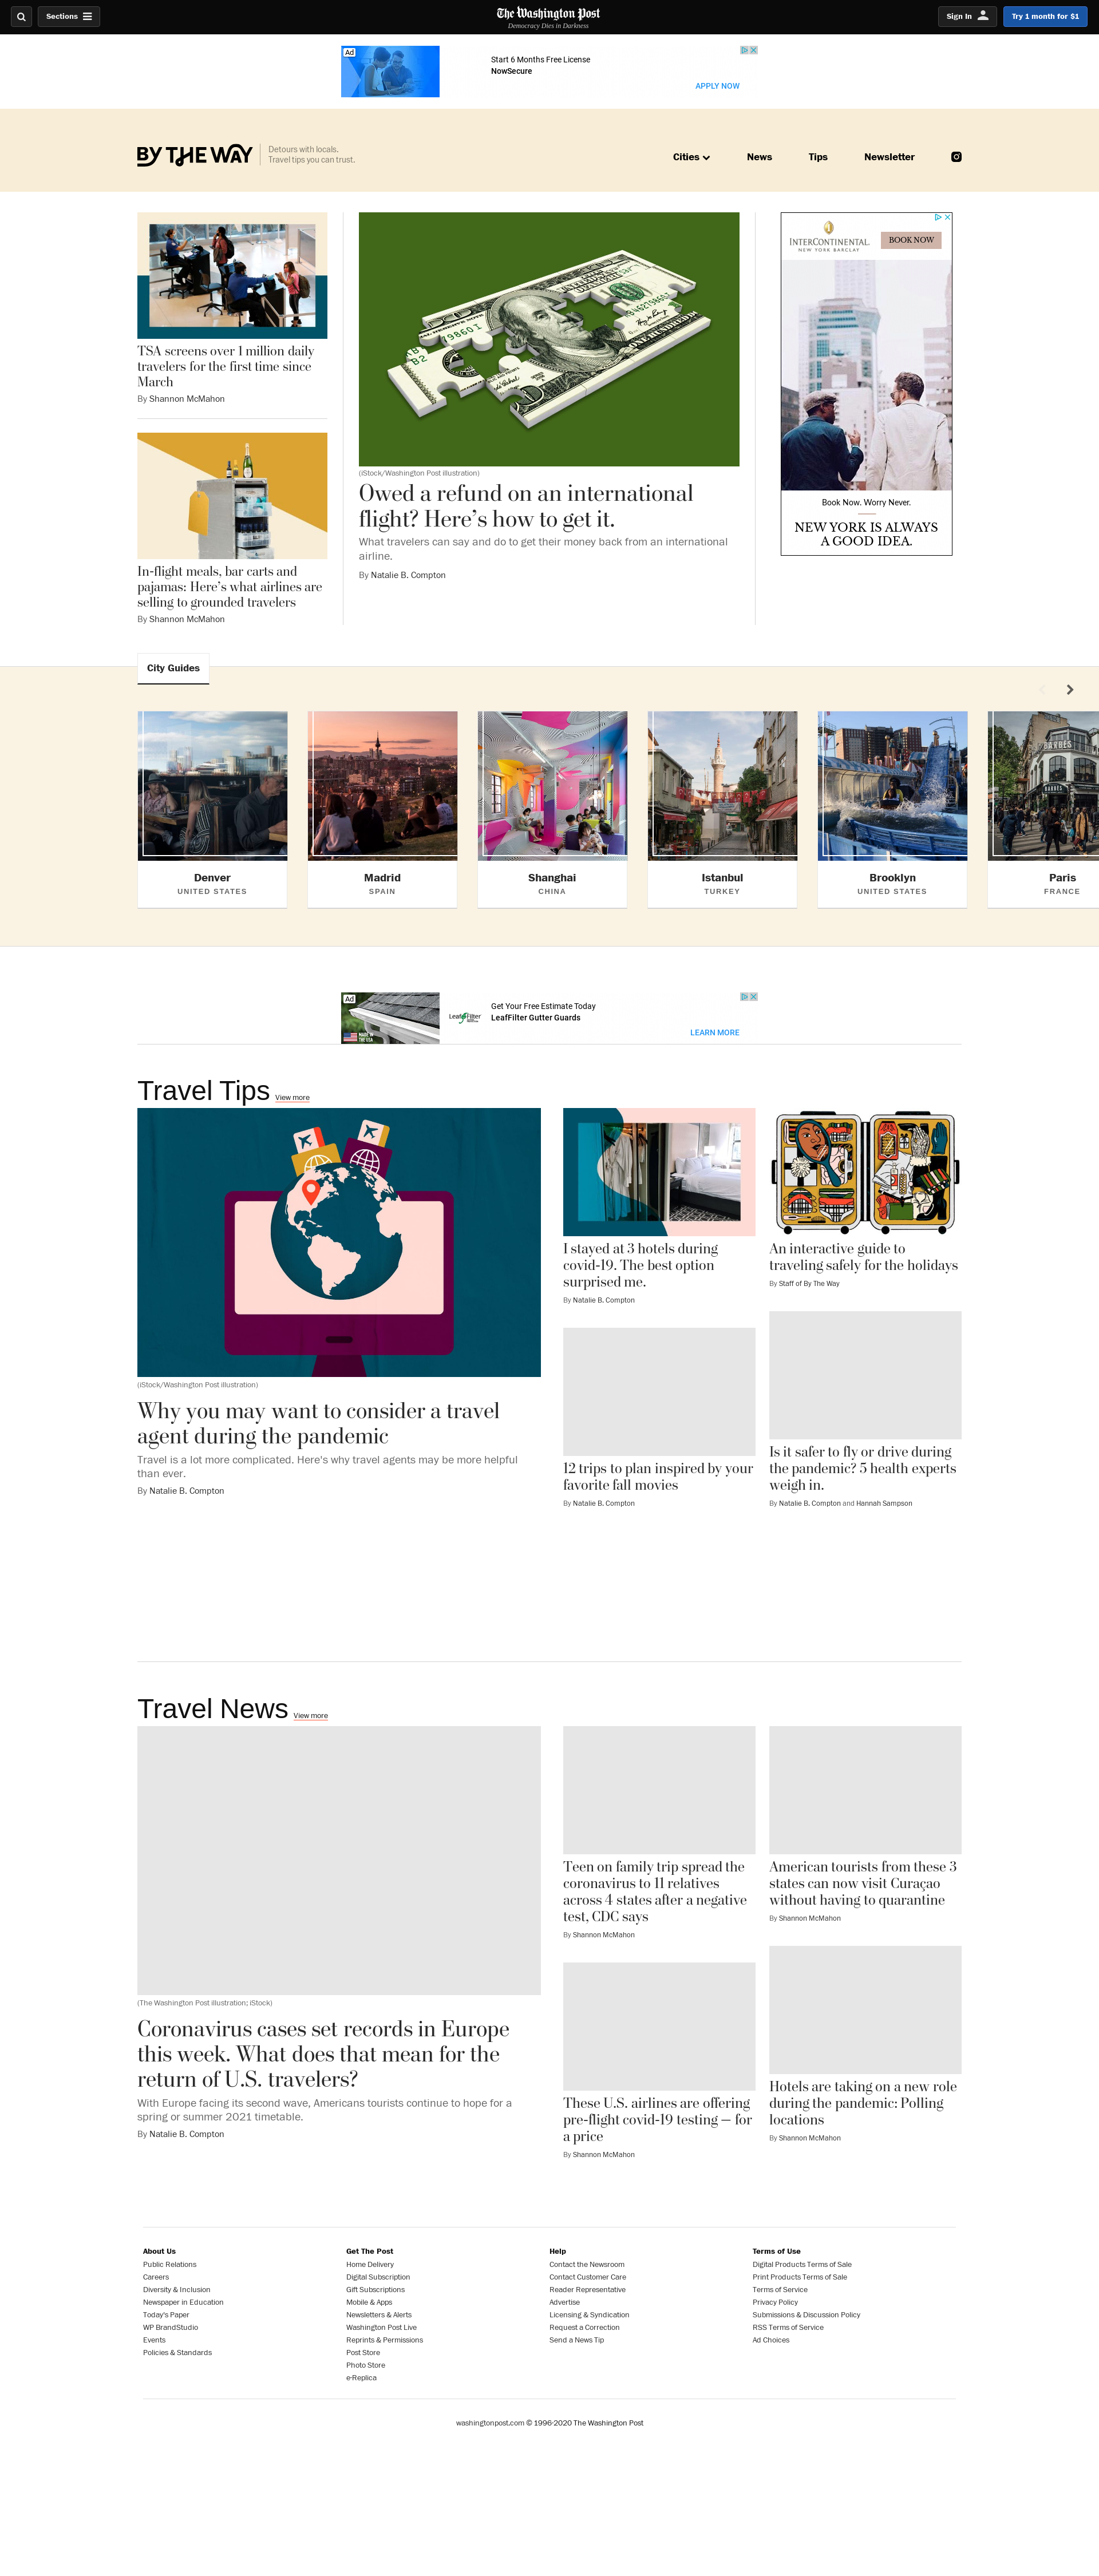 Sections
The Washington Post
Democracy Dies in Darkness
Sign In
Try 1 month for $1
Ad
Start 6 Months Free License
NowSecure
APPLY NOW
BY THE WAY
Detours with locals.
Travel tips you can trust.
Cities
News
Tips
Newsletter
TSA screens over 1 million daily
travelers for the first time since
March
By Shannon McMahon
In-flight meals, bar carts and
pajamas: Here's what airlines are
selling to grounded travelers
By Shannon McMahon
(iStock/Washington Post illustration)
Owed a refund on an international
flight? Here's how to get it.
What travelers can say and do to get their money back from an international
airline.
By Natalie B. Compton
INTERCONTINENTAL.
NEW YORK BARCLAY
BOOK NOW
Book Now. Worry Never.
NEW YORK IS ALWAYS
A GOOD IDEA.
City Guides
Denver
UNITED STATES
Madrid
SPAIN
Shanghai
CHINA
Istanbul
TURKEY
Brooklyn
UNITED STATES
BARBÈS
Paris
FRANCE
Ad
MADE IN
THE USA
LeafFilter
Get Your Free Estimate Today
LeafFilter Gutter Guards
LEARN MORE
Travel Tips View more
(iStock/Washington Post illustration)
Why you may want to consider a travel
agent during the pandemic
Travel is a lot more complicated. Here's why travel agents may be more helpful
than ever.
By Natalie B. Compton
I stayed at 3 hotels during
covid-19. The best option
surprised me.
By Natalie B. Compton
12 trips to plan inspired by your
favorite fall movies
By Natalie B. Compton
An interactive guide to
traveling safely for the holidays
By Staff of By The Way
Is it safer to fly or drive during
the pandemic? 5 health experts
weigh in.
By Natalie B. Compton and Hannah Sampson
Travel News View more
(The Washington Post illustration; iStock)
Coronavirus cases set records in Europe
this week. What does that mean for the
return of U.S. travelers?
With Europe facing its second wave, Americans tourists continue to hope for a
spring or summer 2021 timetable.
By Natalie B. Compton
Teen on family trip spread the
coronavirus to 11 relatives
across 4 states after a negative
test, CDC says
By Shannon McMahon
These U.S. airlines are offering
pre-flight covid-19 testing — for
a price
By Shannon McMahon
American tourists from these 3
states can now visit Curaçao
without having to quarantine
By Shannon McMahon
Hotels are taking on a new role
during the pandemic: Polling
locations
By Shannon McMahon
About Us
Public Relations
Careers
Diversity & Inclusion
Newspaper in Education
Today's Paper
WP BrandStudio
Events
Policies & Standards
Get The Post
Home Delivery
Digital Subscription
Gift Subscriptions
Mobile & Apps
Newsletters & Alerts
Washington Post Live
Reprints & Permissions
Post Store
Photo Store
e-Replica
Help
Contact the Newsroom
Contact Customer Care
Reader Representative
Advertise
Licensing & Syndication
Request a Correction
Send a News Tip
Terms of Use
Digital Products Terms of Sale
Print Products Terms of Sale
Terms of Service
Privacy Policy
Submissions & Discussion Policy
RSS Terms of Service
Ad Choices
washingtonpost.com © 1996-2020 The Washington Post